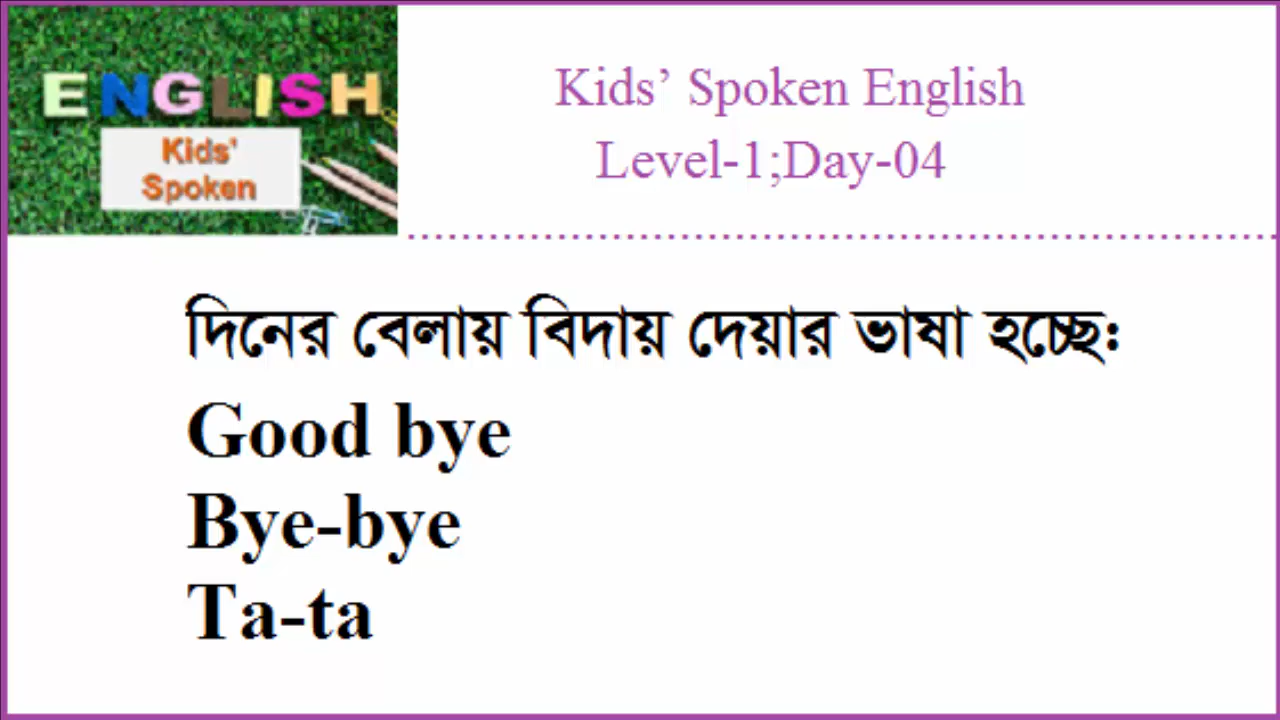 ENGLISH
Kids'
Spoken
Kids’ Spoken English
Level-1;Day-04
দিনের বেলায় বিদায় দেয়ার ভাষা হচ্ছেঃ
Good bye
Bye-bye
Ta-ta